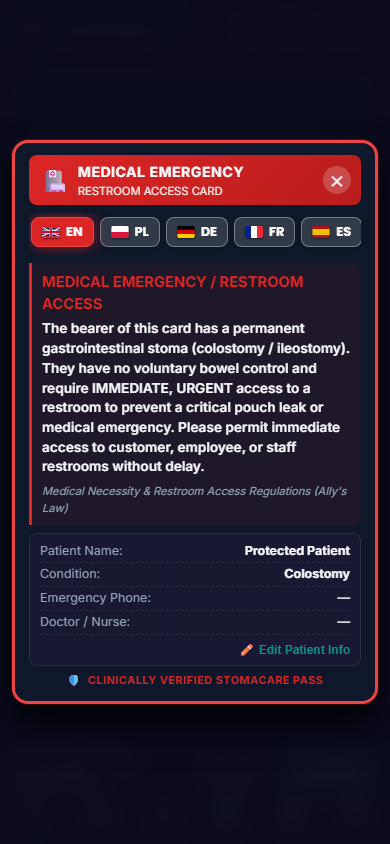 MEDICAL EMERGENCY
RESTROOM ACCESS CARD
EN
PL
DE
FR
ES
MEDICAL EMERGENCY / RESTROOM
ACCESS
The bearer of this card has a permanent
gastrointestinal stoma (colostomy / ileostomy).
They have no voluntary bowel control and
require IMMEDIATE, URGENT access to a
restroom to prevent a critical pouch leak or
medical emergency. Please permit immediate
access to customer, employee, or staff
restrooms without delay.
Medical Necessity & Restroom Access Regulations (Ally's
Law)
Patient Name: Protected Patient
Condition: Colostomy
Emergency Phone: —
Doctor / Nurse: —
Edit Patient Info
CLINICALLY VERIFIED STOMACARE PASS